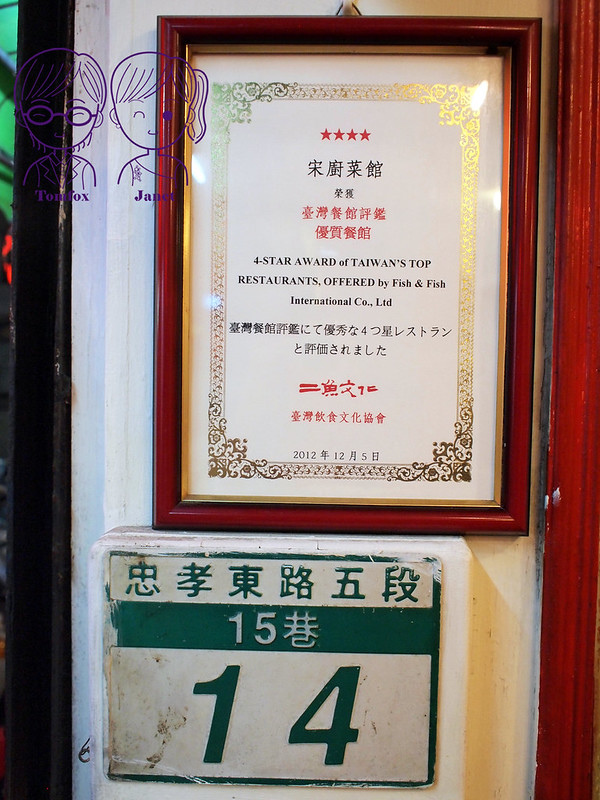 Tomfox
Janet
★★★★
宋廚菜館
榮獲
臺灣餐館評鑑
優質餐館
4-STAR AWARD of TAIWAN'S TOP
RESTAURANTS, OFFERED by Fish & Fish
International Co., Ltd
臺灣餐館評鑑にて優秀な4つ星レストラン
と評価されました
二魚文化
臺灣飲食文化協會
2012年12月5日
忠孝東路五段
15巷
14